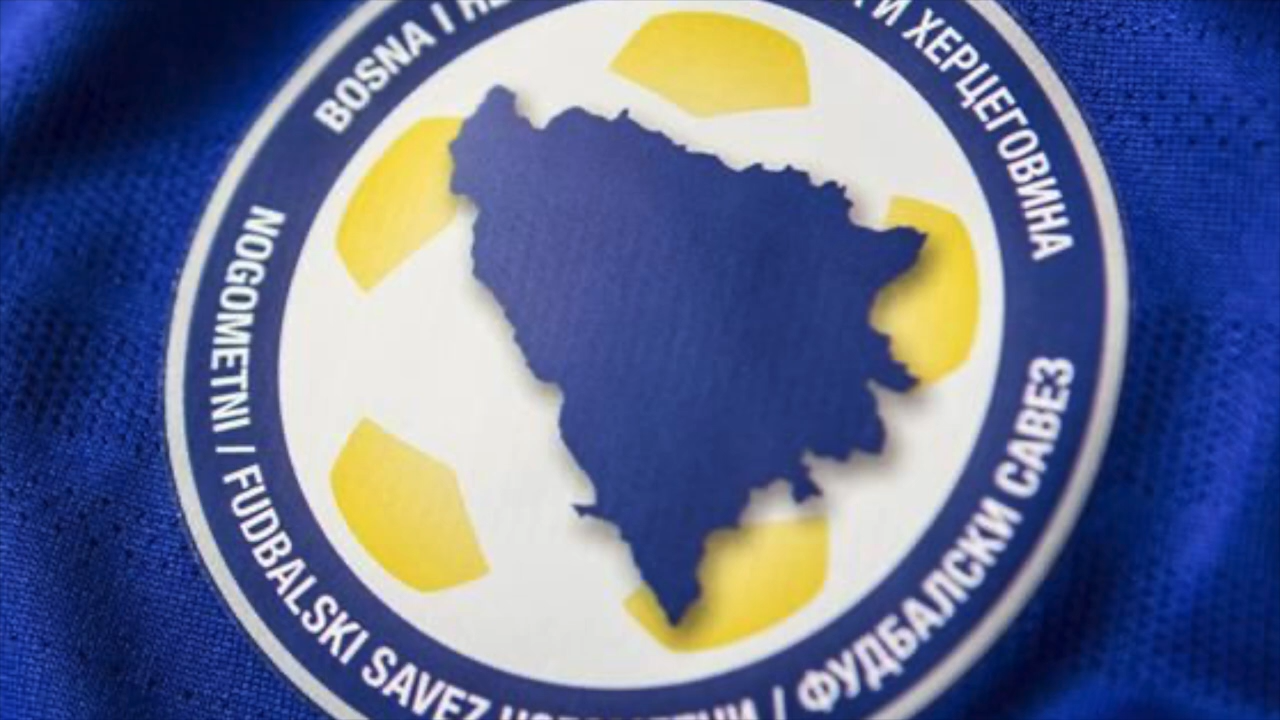 BOSNA I
И ХЕРЦЕГОВИНА
NOGOMETNI / FUDBALSKI SAVEZ
/ ФУДБАЛСКИ САВЕЗ